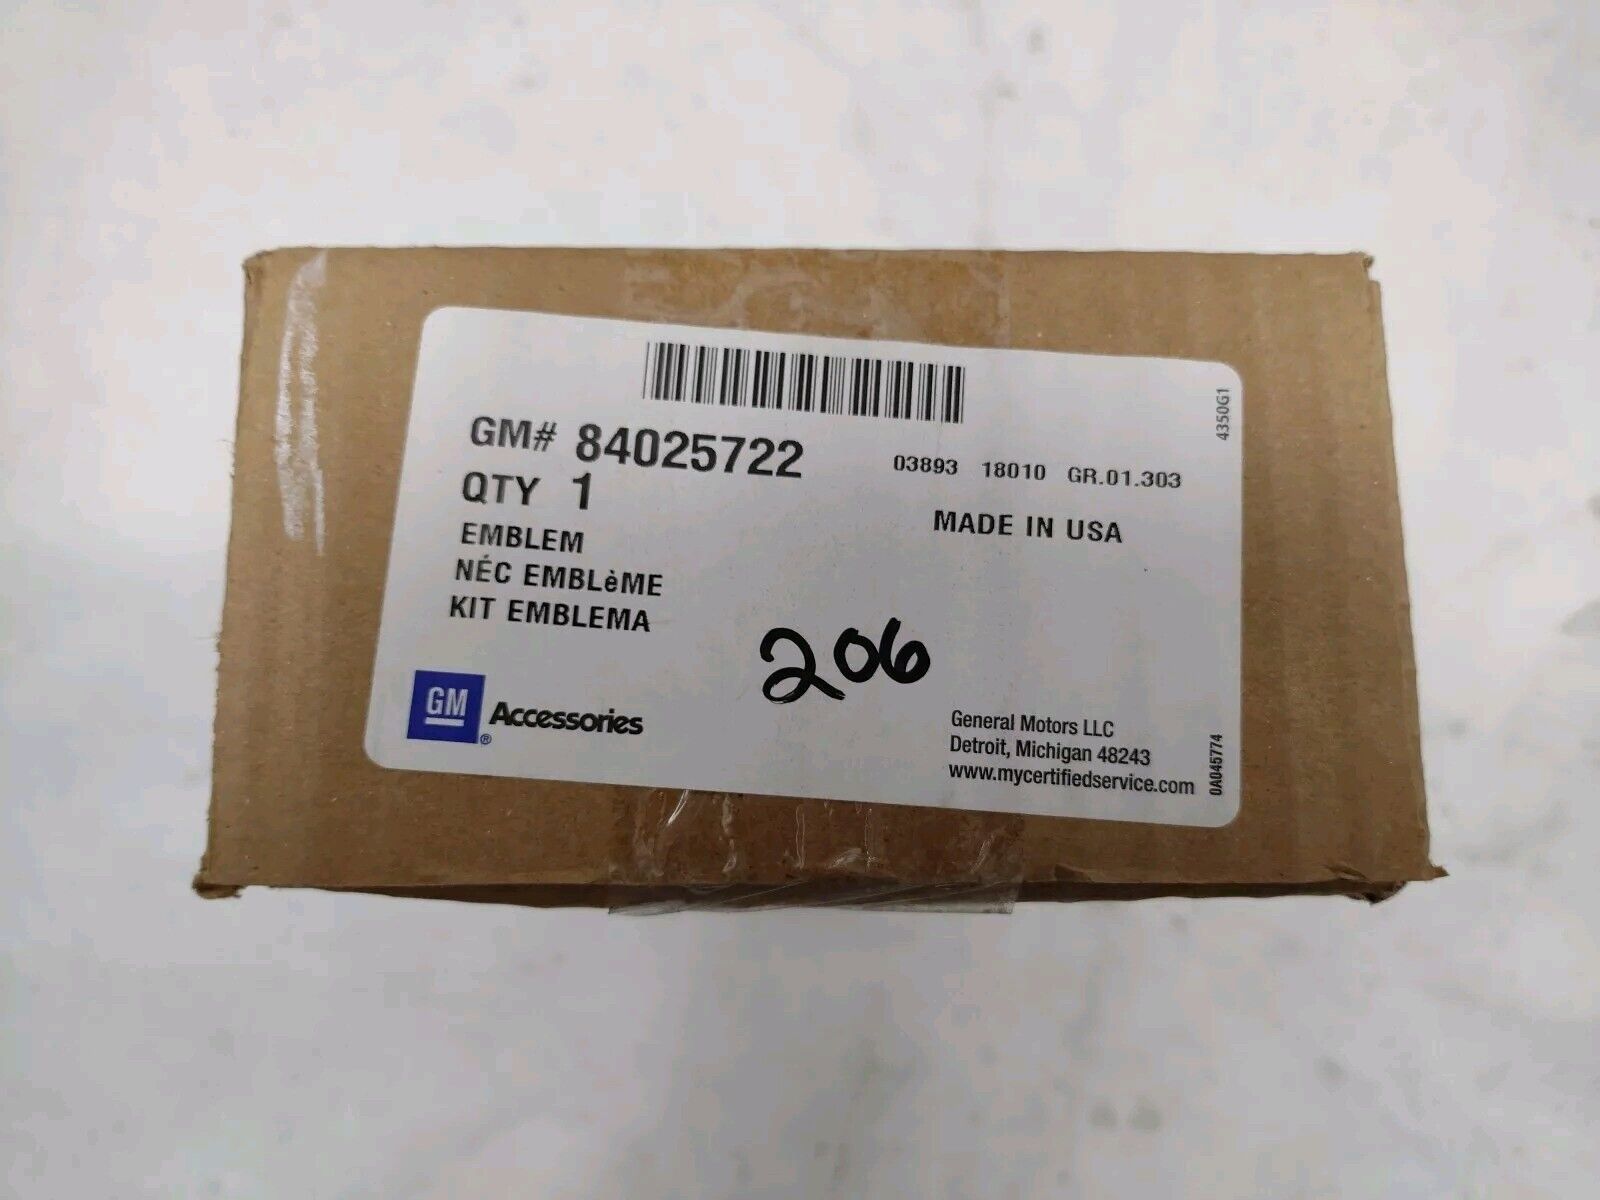 GM# 84025722
03893 18010 GR.01.303
QTY 1
MADE IN USA
EMBLEM
NÉC EMBLèME
KIT EMBLEMA
206
GM
® Accessories
General Motors LLC
Detroit, Michigan 48243
www.mycertifiedservice.com
4350G1
0A045774